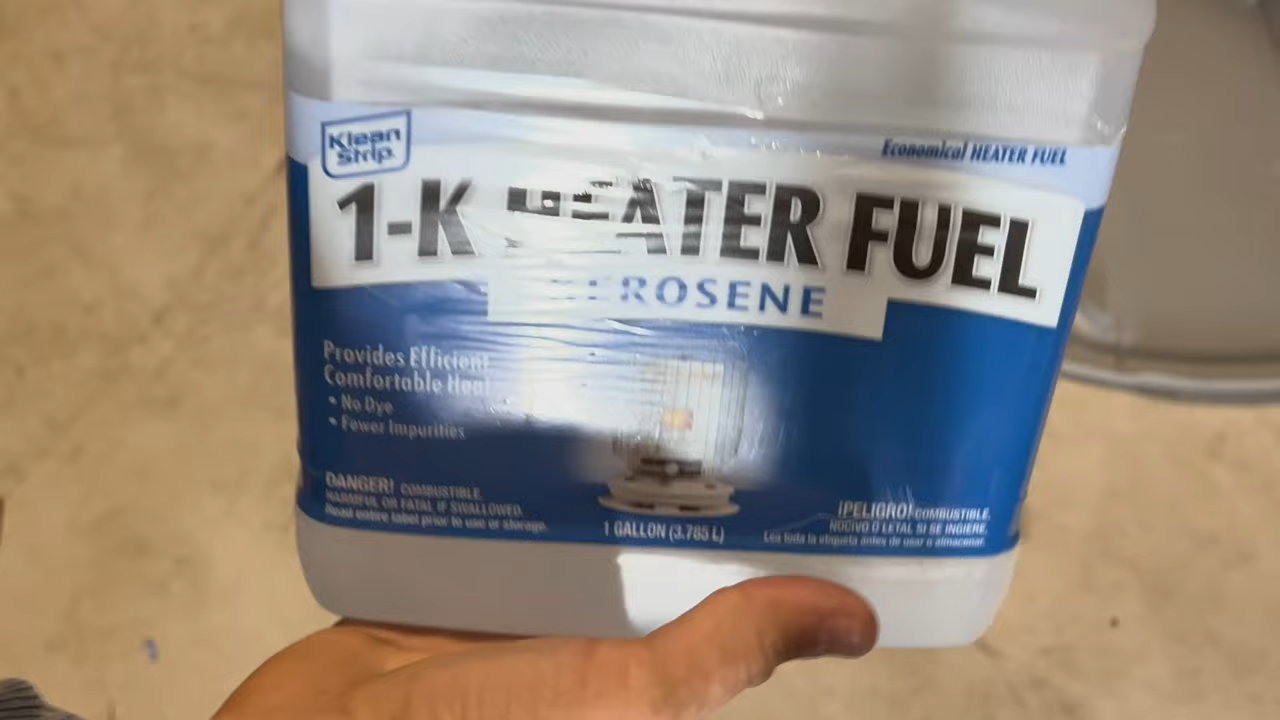 Klean
Strip
Economical HEATER FUEL
1-K HEATER FUEL
KEROSENE
Provides Efficient
Comfortable Heat
• No Dye
• Fewer Impurities
DANGER! COMBUSTIBLE.
HARMFUL OR FATAL IF SWALLOWED.
Read entire label prior to use or storage.
1 GALLON (3.785 L)
¡PELIGRO! COMBUSTIBLE.
NOCIVO O LETAL SI SE INGIERE.
Lea toda la etiqueta antes de usar o almacenar.